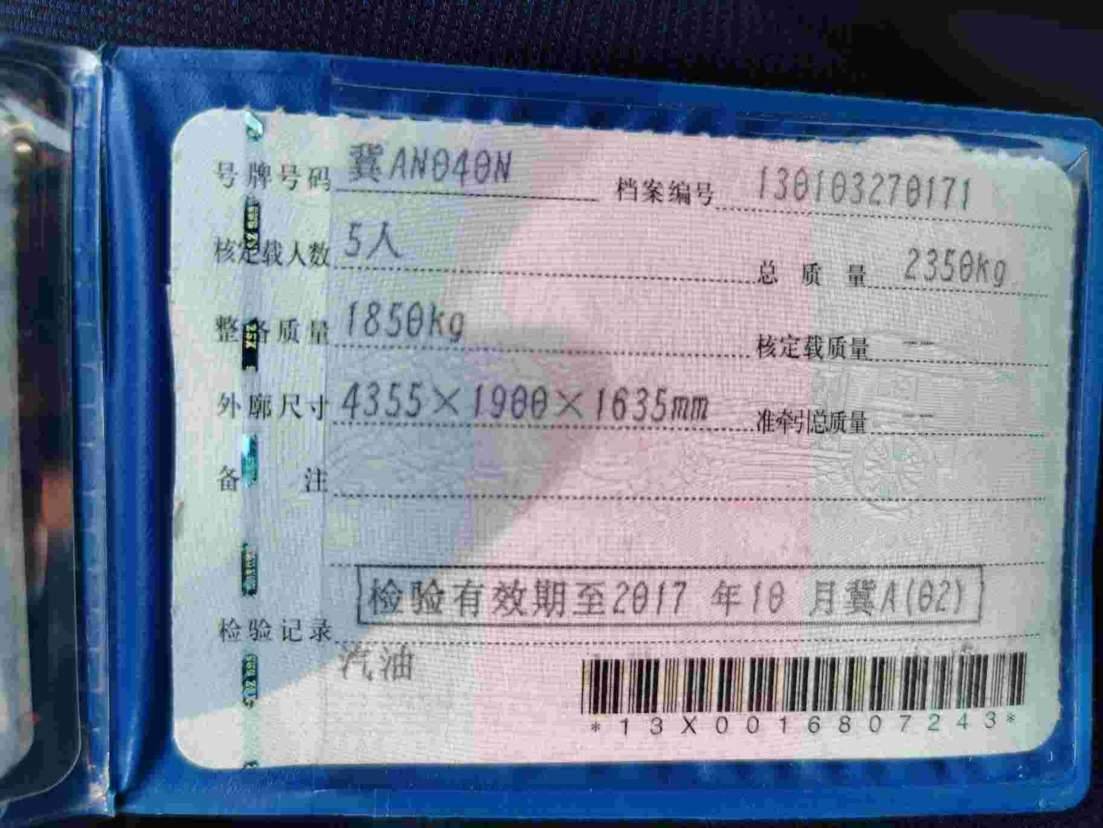 号牌号码 冀AN040N 档案编号 130103270171
核定载人数 5人 总质量 2350kg
整备质量 1850kg 核定载质量 --
外廓尺寸 4355×1900×1635mm 准牵引总质量 --
备注
检验有效期至2017年10月冀A(02)
检验记录
汽油
*13X0016807243*